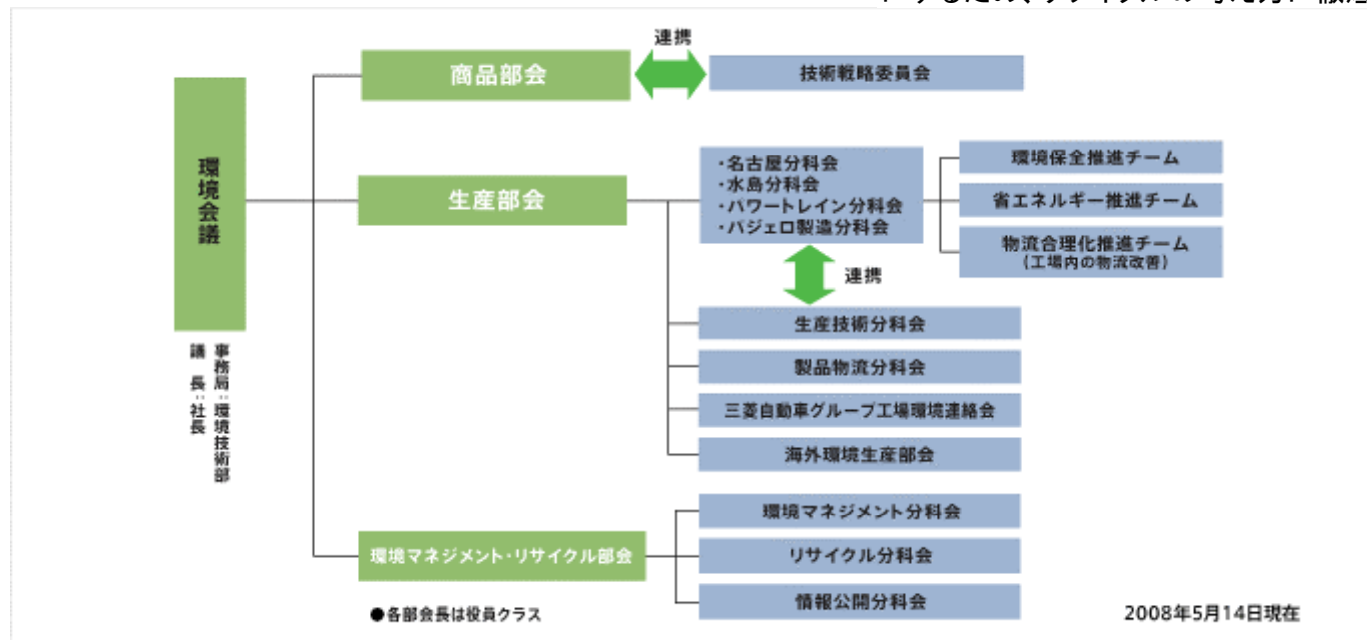 連携
商品部会
技術戦略委員会
環境会議
議長:社長
事務局:環境技術部
生産部会
・名古屋分科会
・水島分科会
・パワートレイン分科会
・パジェロ製造分科会
環境保全推進チーム
省エネルギー推進チーム
物流合理化推進チーム
(工場内の物流改善)
連携
生産技術分科会
製品物流分科会
三菱自動車グループ工場環境連絡会
海外環境生産部会
環境マネジメント・リサイクル部会
環境マネジメント分科会
リサイクル分科会
情報公開分科会
●各部会長は役員クラス
2008年5月14日現在